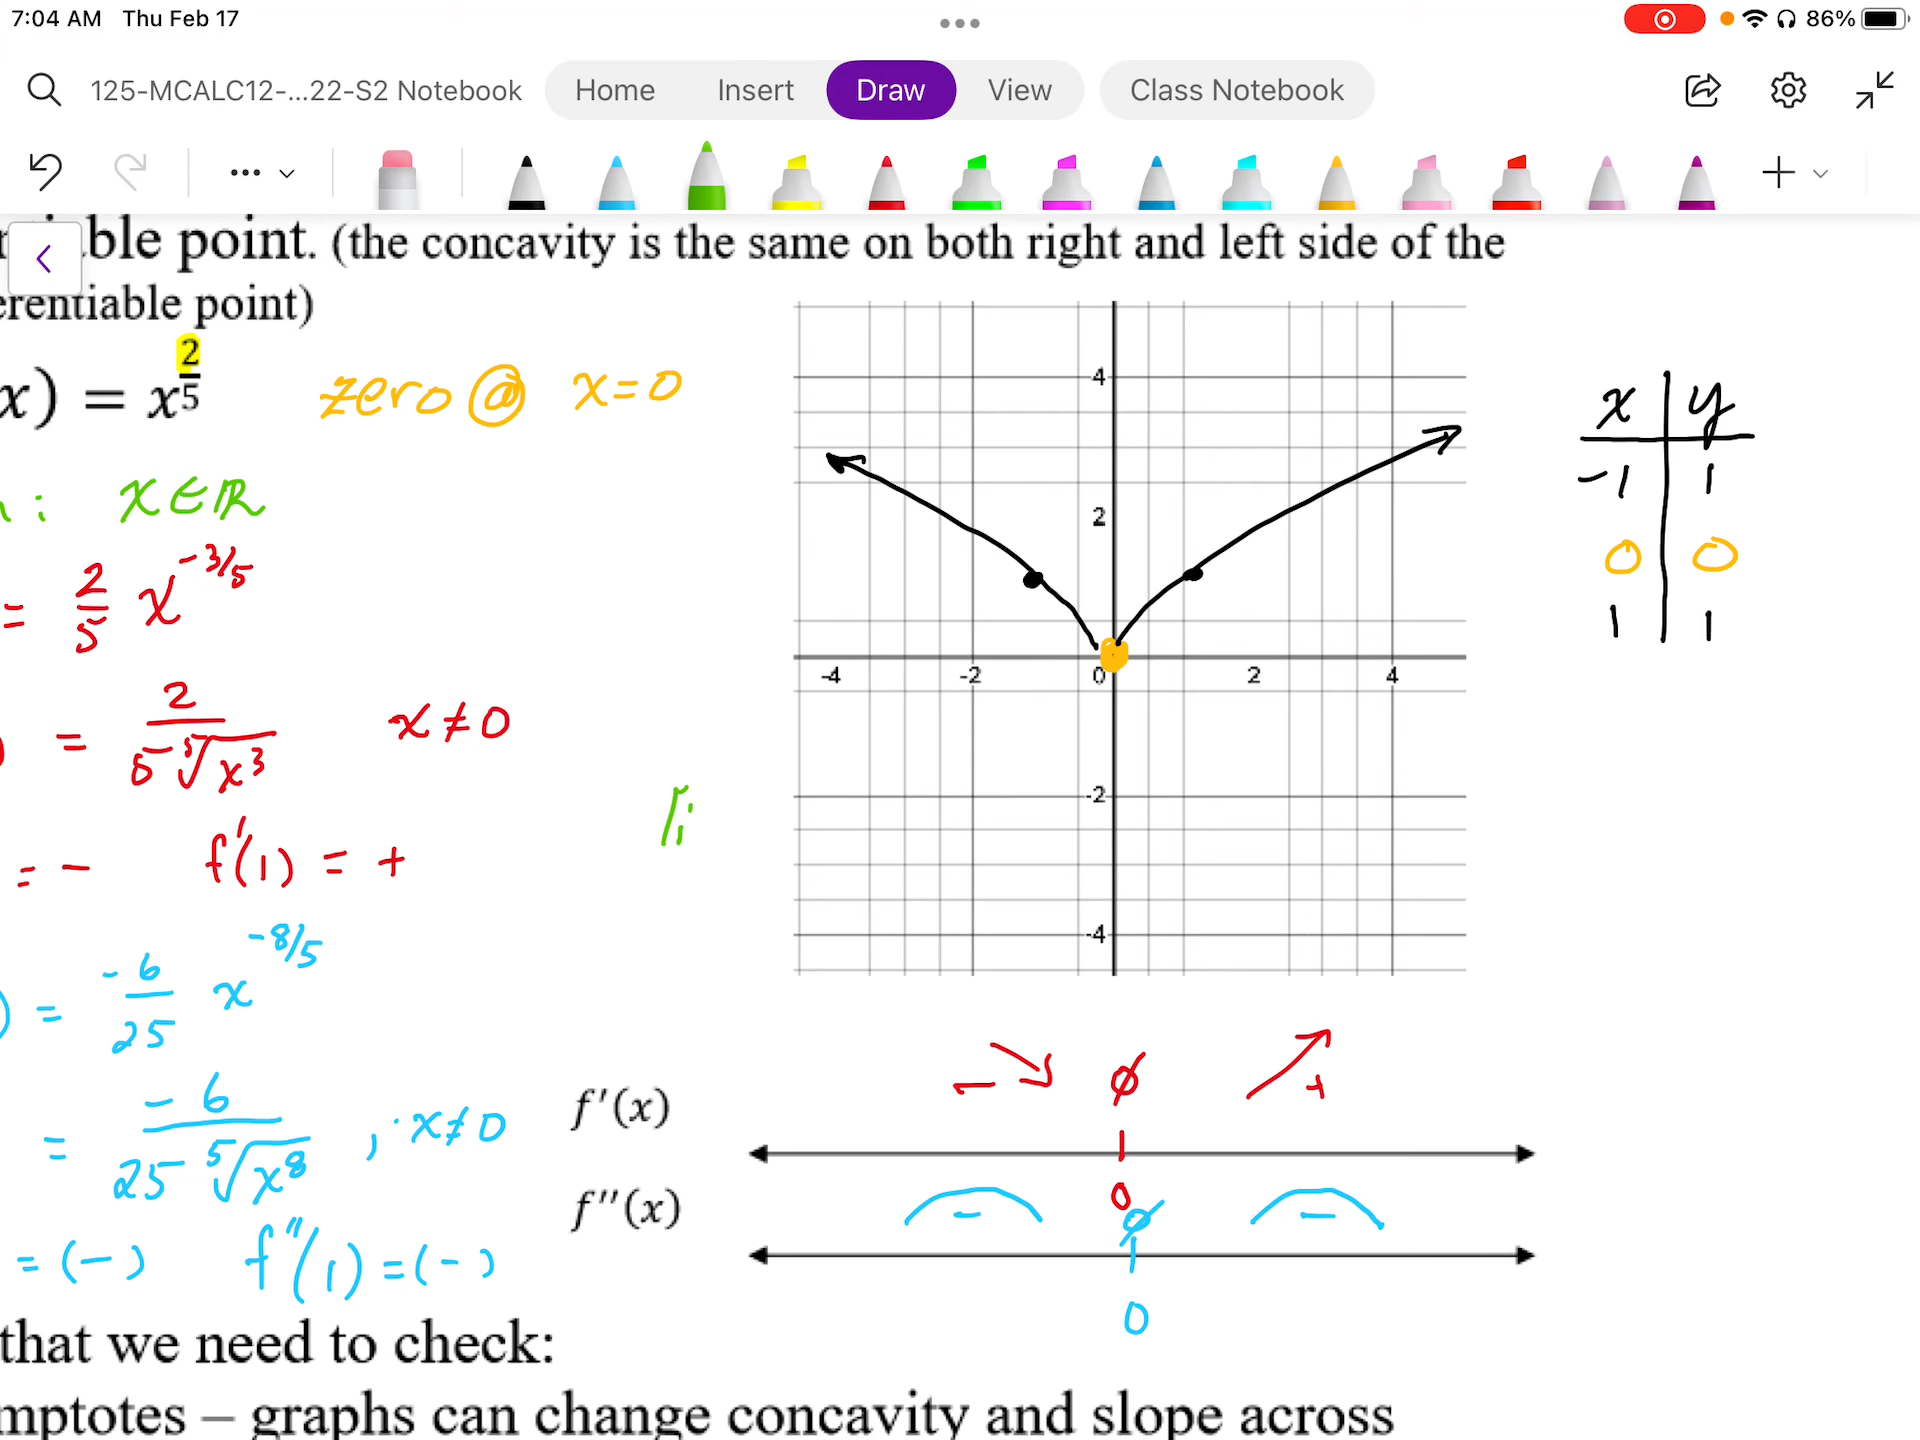 7:04 AM Thu Feb 17 86%
125-MCALC12-...22-S2 Notebook Home Insert Draw View Class Notebook
ble point. (the concavity is the same on both right and left side of the
erentiable point)
x) = x^(2/5) zero @ x=0
: x∈ℝ
= 2/5 x^(-3/5)
= 2/(5 ⁵√x³) x≠0
= - f'(1) = +
li
) = -6/25 x^(-8/5)
= -6/(25 ⁵√x⁸) , x≠0
= (-) f''(1) = (-)
4
2
-4 -2 0 2 4
-2
-4
x y
-1 1
0 0
1 1
f'(x) - ∅ +
0
f''(x) - ∅ -
0
that we need to check:
mptotes – graphs can change concavity and slope across